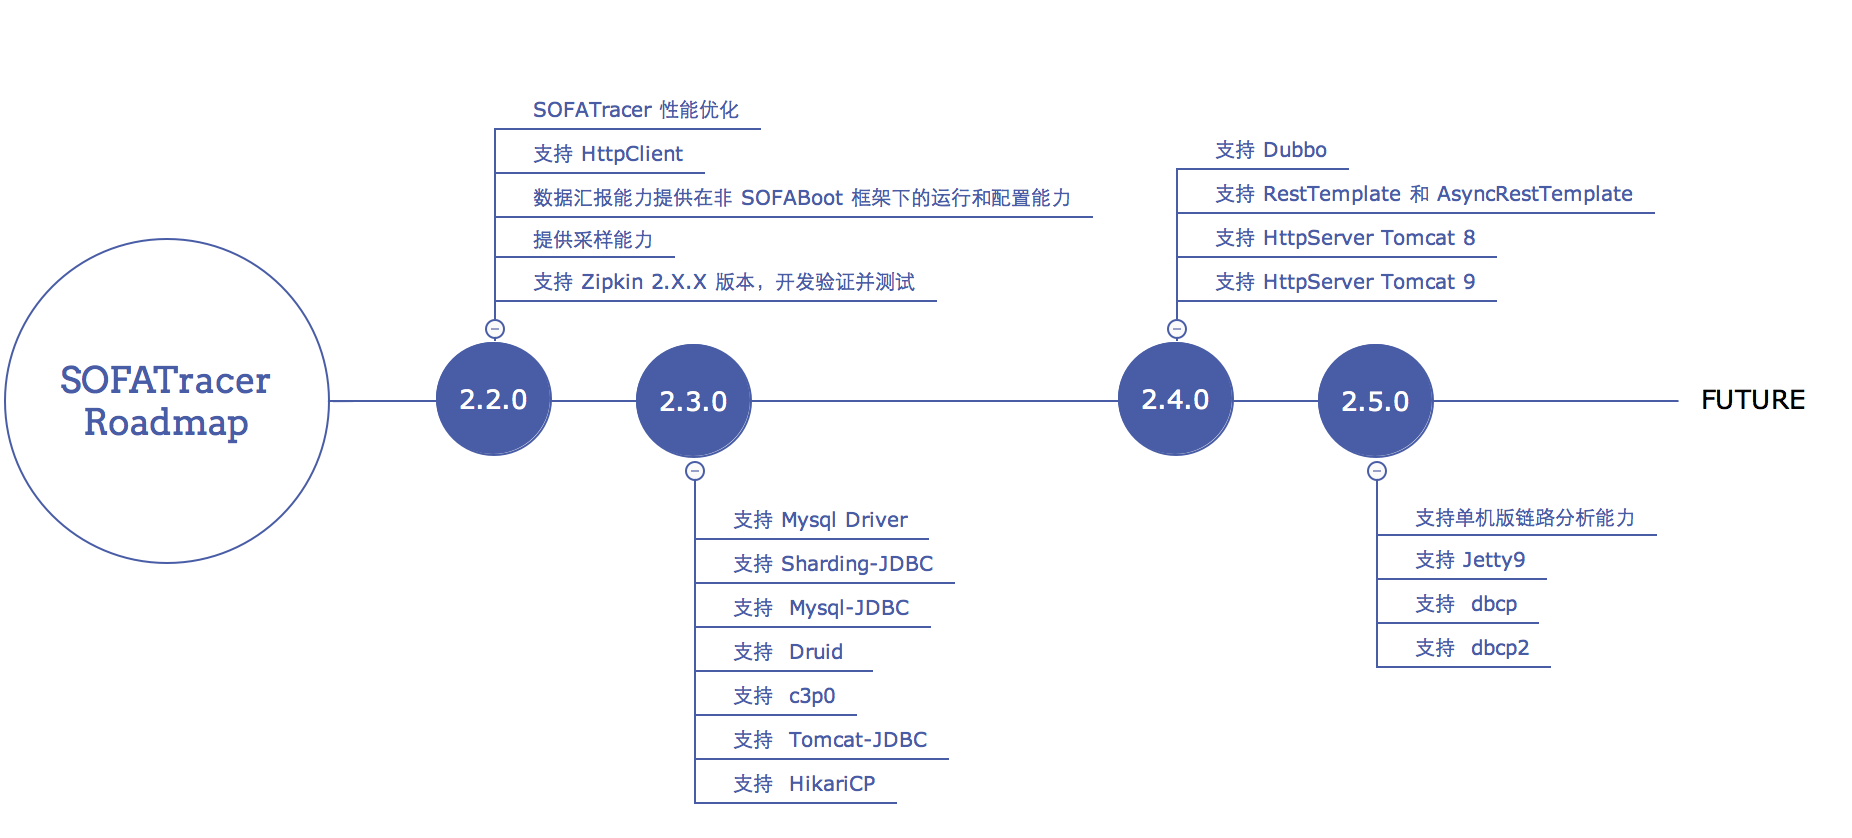 SOFATracer
Roadmap
2.2.0
SOFATracer 性能优化
支持 HttpClient
数据汇报能力提供在非 SOFABoot 框架下的运行和配置能力
提供采样能力
支持 Zipkin 2.X.X 版本，开发验证并测试
2.3.0
支持 Mysql Driver
支持 Sharding-JDBC
支持 Mysql-JDBC
支持 Druid
支持 c3p0
支持 Tomcat-JDBC
支持 HikariCP
2.4.0
支持 Dubbo
支持 RestTemplate 和 AsyncRestTemplate
支持 HttpServer Tomcat 8
支持 HttpServer Tomcat 9
2.5.0
支持单机版链路分析能力
支持 Jetty9
支持 dbcp
支持 dbcp2
FUTURE